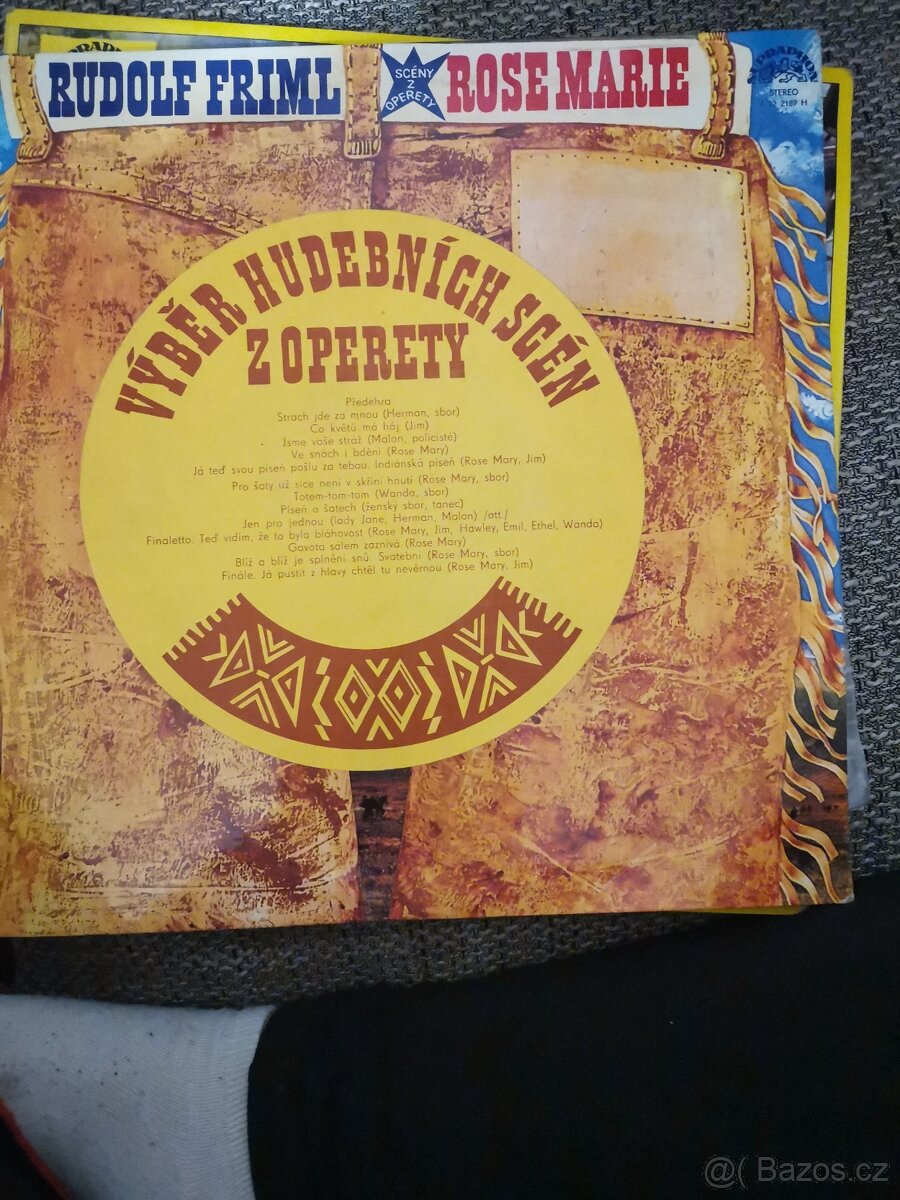 RUDOLF FRIML
SCÉNY
Z
OPERETY
ROSE MARIE
SUPRAPHON
STEREO
2189 H
VÝBĚR HUDEBNÍCH SCÉN
Z OPERETY
Předehra
Strach jde za mnou (Herman, sbor)
Co květů má háj (Jim)
Jsme vaše stráž (Malon, policisté)
Ve snách i bdění (Rose Mary)
Já teď svou píseň pošlu za tebou. Indiánská píseň (Rose Mary, Jim)
Pro šaty už sice není v skříni hnutí (Rose Mary, sbor)
Totem-tom-tom (Wanda, sbor)
Píseň o šatech (ženský sbor, tanec)
Jen pro jednou (lady Jane, Herman, Malon) /att./
Finaletto. Teď vidím, že to byla bláhovost (Rose Mary, Jim, Hawley, Emil, Ethel, Wanda)
Gavota sálem zaznívá (Rose Mary)
Blíž a blíž je splnění snů. Svatební (Rose Mary, sbor)
Finále. Já pustit z hlavy chtěl tu nevěrnou (Rose Mary, Jim)
@( Bazos.cz